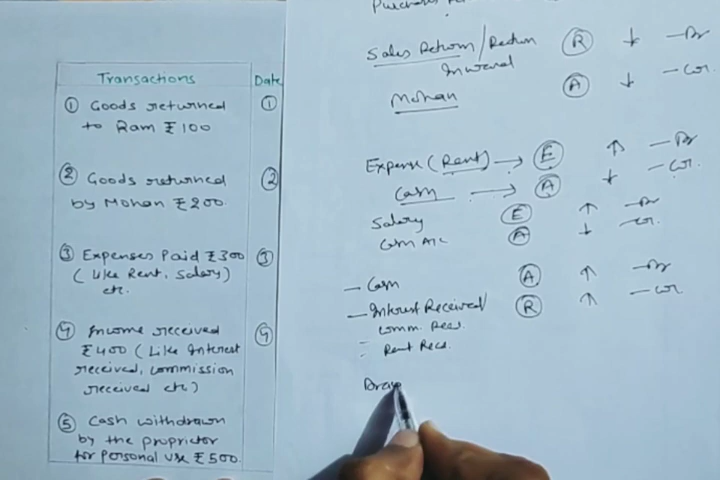 Transactions
Date
① Goods returned
to Ram ₹100
①
② Goods returned
by Mohan ₹200.
②
③ Expenses Paid ₹300
(Like Rent, Salary)
etc.
③
④ Income received
₹400 (Like Interest
received, commission
received etc)
④
⑤ Cash withdrawn
by the proprietor
for Personal use ₹500.
Sales Return/Return
Inward
Ⓡ ↓ — Dr
Mohan Ⓐ ↓ — Cr.
Expense (Rent) → Ⓔ ↑ — Dr
Cash → Ⓐ ↓ — Cr.
Salary Ⓔ ↑ — Dr
Cash A/c Ⓐ ↓ — Cr.
— Cash Ⓐ ↑ — Dr
— Interest Received Ⓡ ↑ — Cr
Comm. Recd.
Rent Recd.